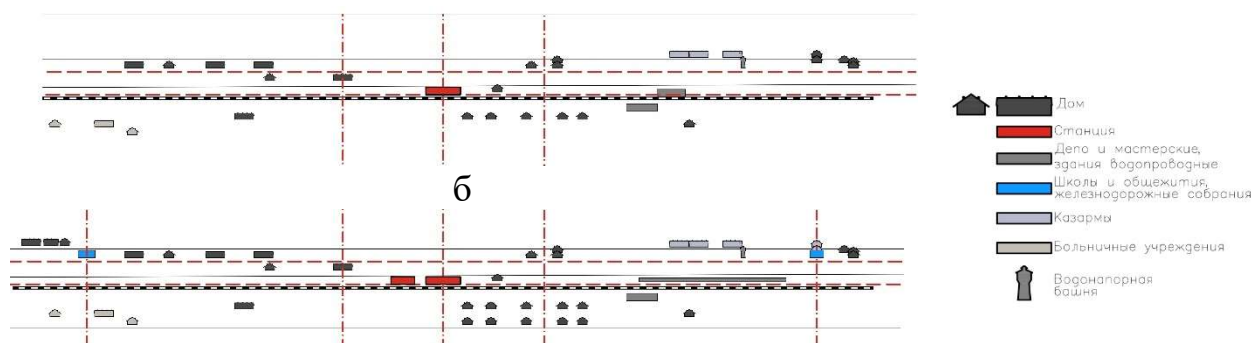 б
Дом
Станция
Депо и мастерские,
здания водопроводные
Школы и общежития,
железнодорожные собрания
Казармы
Больничные учреждения
Водонапорная
башня